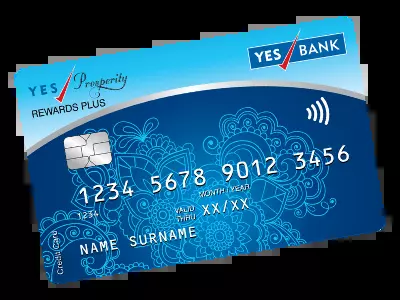 YES Prosperity
REWARDS PLUS
YES BANK
1234 5678 9012 3456
1234
MONTH / YEAR
VALID THRU XX/XX
NAME SURNAME
Credit Card